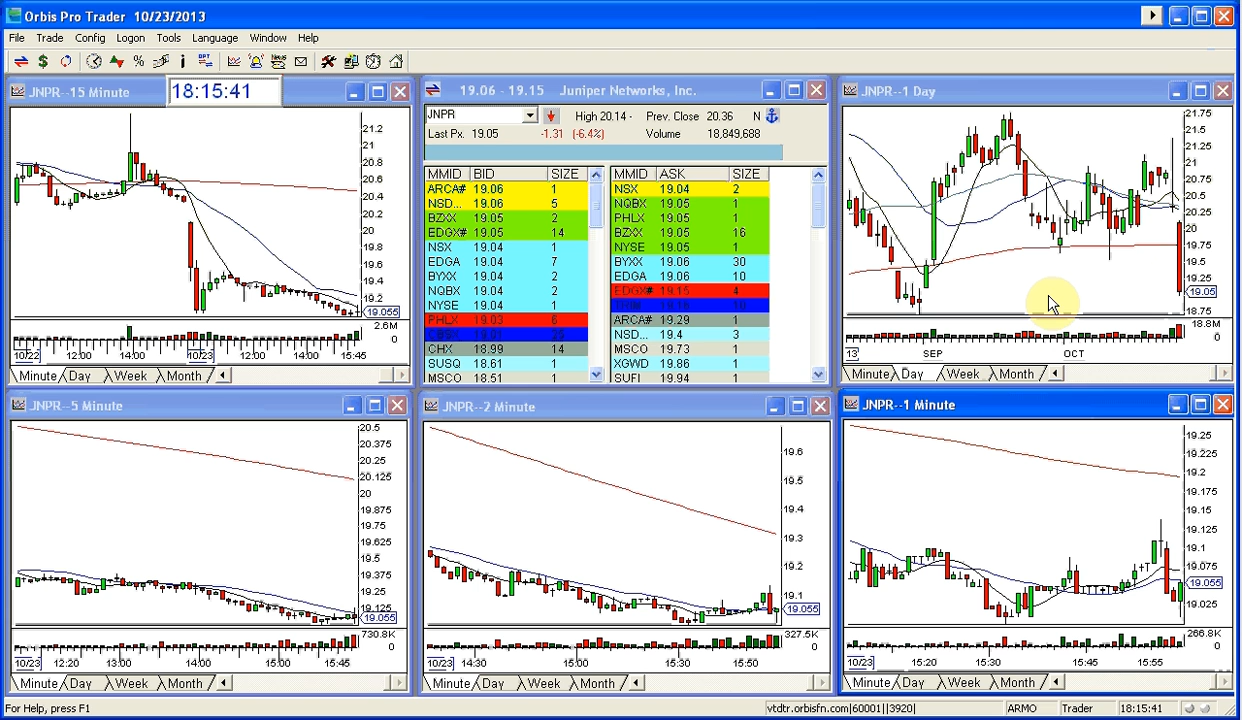 Orbis Pro Trader 10/23/2013
File Trade Config Logon Tools Language Window Help
JNPR--15 Minute
18:15:41
21.2
21
20.8
20.6
20.4
20.2
20
19.8
19.6
19.4
19.2
19.055
2.6M
0
10/22 12:00 14:00 10/23 12:00 14:00 15:45
Minute Day Week Month
19.06 - 19.15 Juniper Networks, Inc.
JNPR High 20.14 - Prev. Close 20.36 N
Last Px. 19.05 -1.31 (-6.4%) Volume 18,849,688
MMID BID SIZE MMID ASK SIZE
ARCA# 19.06 1 NSX 19.04 2
NSD... 19.06 5 NQBX 19.05 1
BZXX 19.05 2 PHLX 19.05 1
EDGX# 19.05 14 BZXX 19.05 16
NSX 19.04 1 NYSE 19.05 1
EDGA 19.04 7 BYXX 19.06 30
BYXX 19.04 2 EDGA 19.06 10
NQBX 19.04 2 EDGX# 19.15 4
NYSE 19.04 1
PHLX 19.03 6 ARCA# 19.29 1
NSD... 19.4 3
CHX 18.99 14 MSCO 19.73 1
SUSQ 18.61 1 XGWD 19.86 1
MSCO 18.51 1 SUFI 19.94 1
JNPR--1 Day
21.75
21.5
21.25
21
20.75
20.5
20.25
20
19.75
19.5
19.25
19.05
18.75
18.8M
0
13' SEP OCT
Minute Day Week Month
JNPR--5 Minute
20.5
20.375
20.25
20.125
20
19.875
19.75
19.625
19.5
19.375
19.25
19.125
19.055
730.8K
0
10/23 12:20 13:00 14:00 15:00 15:45
Minute Day Week Month
JNPR--2 Minute
19.6
19.5
19.4
19.3
19.2
19.1
19.055
327.5K
0
10/23 14:30 15:00 15:30 15:50
Minute Day Week Month
JNPR--1 Minute
19.25
19.225
19.2
19.175
19.15
19.125
19.1
19.075
19.055
19.025
266.8K
0
10/23 15:20 15:30 15:45 15:55
Minute Day Week Month
For Help, press F1 vtdtr.orbisfn.com|60001||3920| ARMO Trader 18:15:41